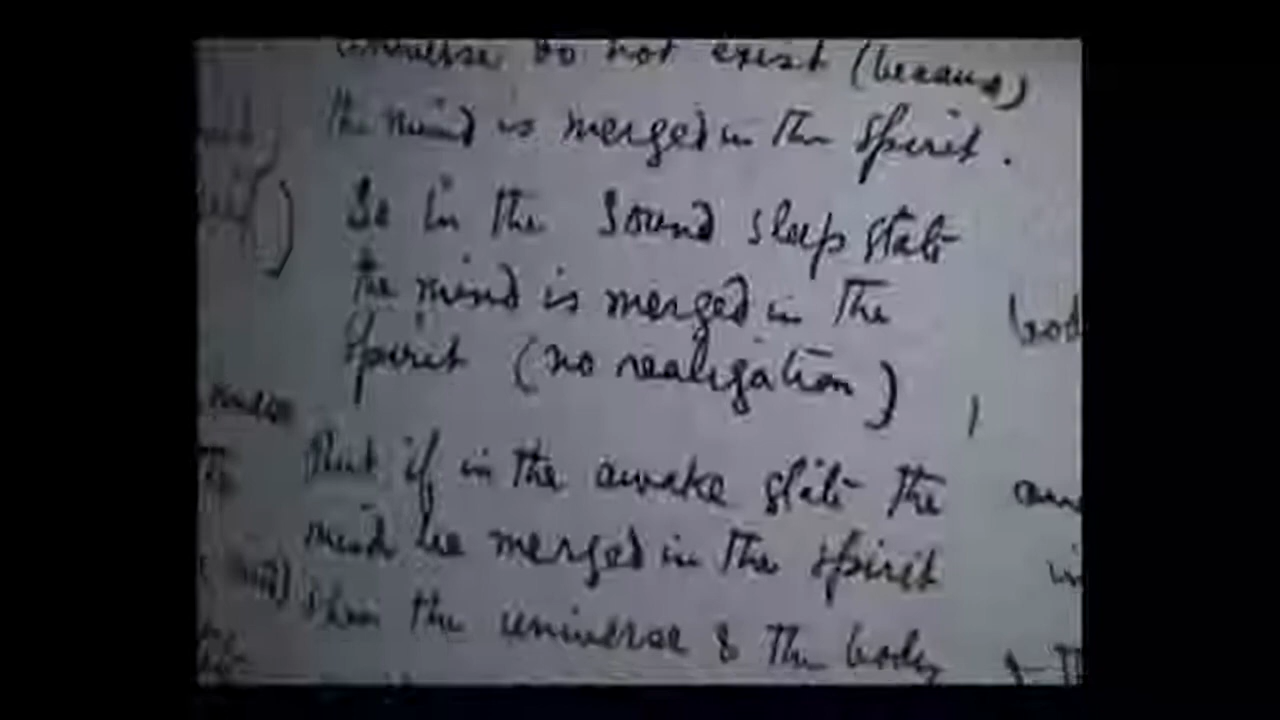 universe do not exist (because)
the mind is merged in the spirit.
So in the sound sleep state
the mind is merged in the
spirit (no realization)
But if in the awake state the
mind be merged in the spirit
then the universe & the body